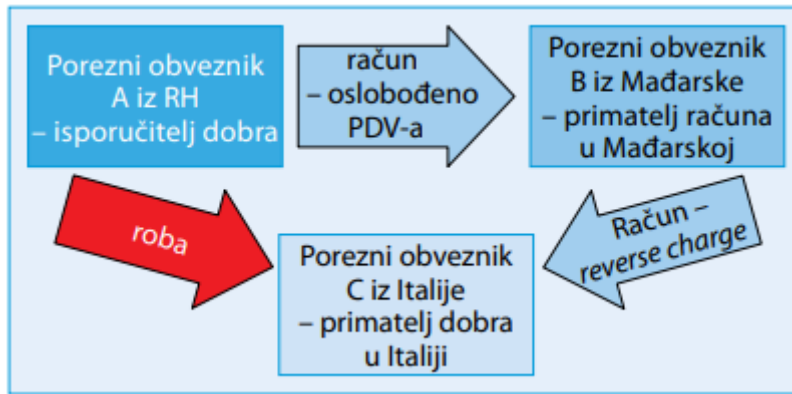 Porezni obveznik
A iz RH
– isporučitelj dobra
račun
– oslobođeno
PDV-a
Porezni obveznik
B iz Mađarske
– primatelj računa
u Mađarskoj
roba
Račun –
reverse charge
Porezni obveznik
C iz Italije
– primatelj dobra
u Italiji